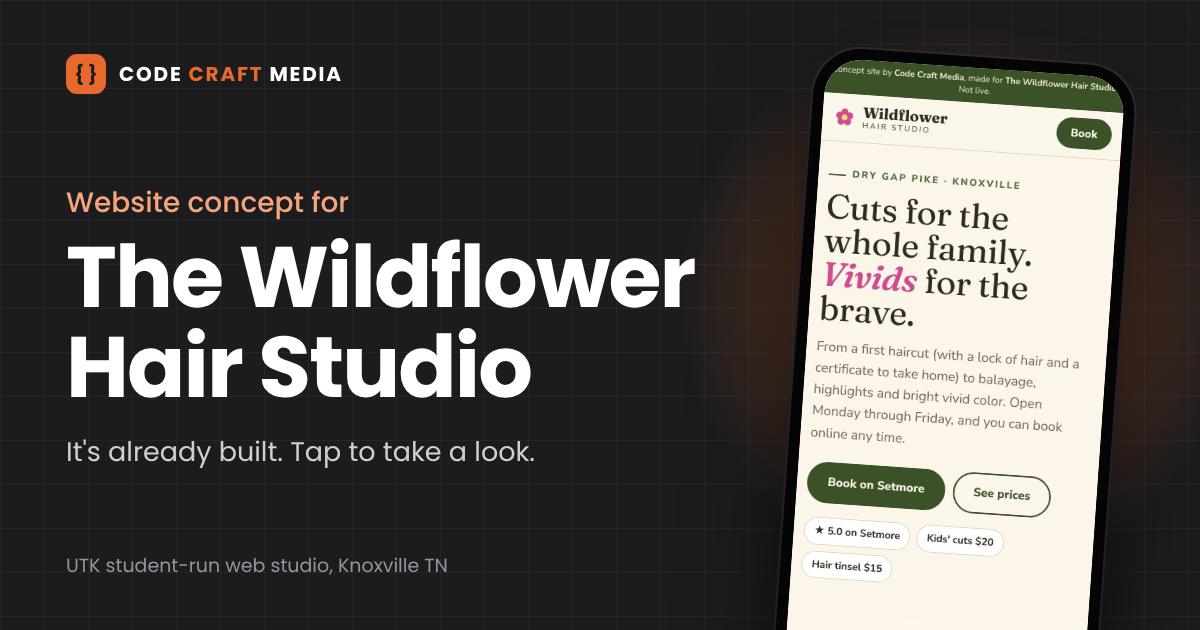 { }
CODE CRAFT MEDIA
Website concept for
The Wildflower
Hair Studio
It's already built. Tap to take a look.
UTK student-run web studio, Knoxville TN
concept site by Code Craft Media, made for The Wildflower Hair Studio.
Not live.
Wildflower
HAIR STUDIO
Book
DRY GAP PIKE · KNOXVILLE
Cuts for the
whole family.
Vivids for the
brave.
From a first haircut (with a lock of hair and a
certificate to take home) to balayage,
highlights and bright vivid color. Open
Monday through Friday, and you can book
online any time.
Book on Setmore
See prices
★ 5.0 on Setmore
Kids' cuts $20
Hair tinsel $15